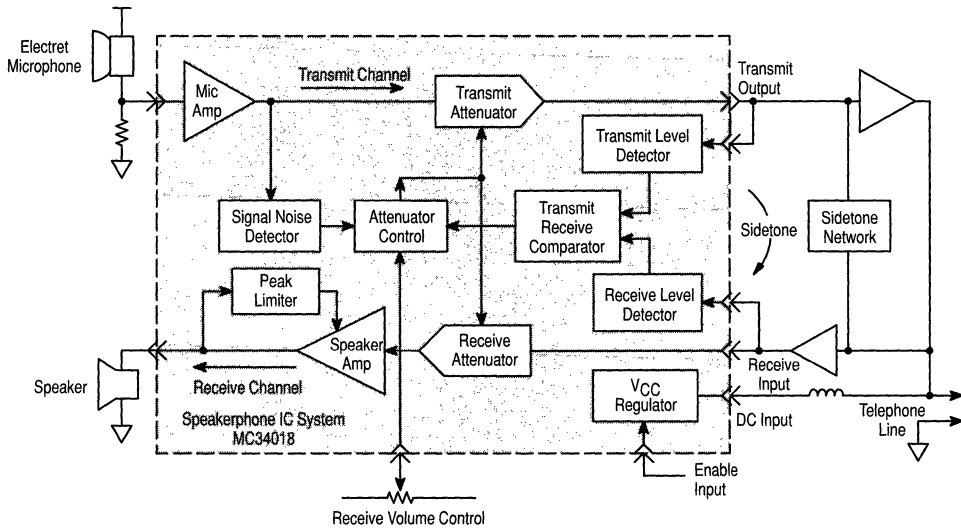 Electret
Microphone
Mic
Amp
Transmit Channel
Transmit
Attenuator
Transmit
Output
Transmit Level
Detector
Signal Noise
Detector
Attenuator
Control
Transmit
Receive
Comparator
Sidetone
Sidetone
Network
Peak
Limiter
Receive Level
Detector
Speaker
Amp
Receive
Attenuator
Speaker
Receive Channel
Receive
Input
VCC
Regulator
DC Input
Telephone
Line
Speakerphone IC System
MC34018
Enable
Input
Receive Volume Control